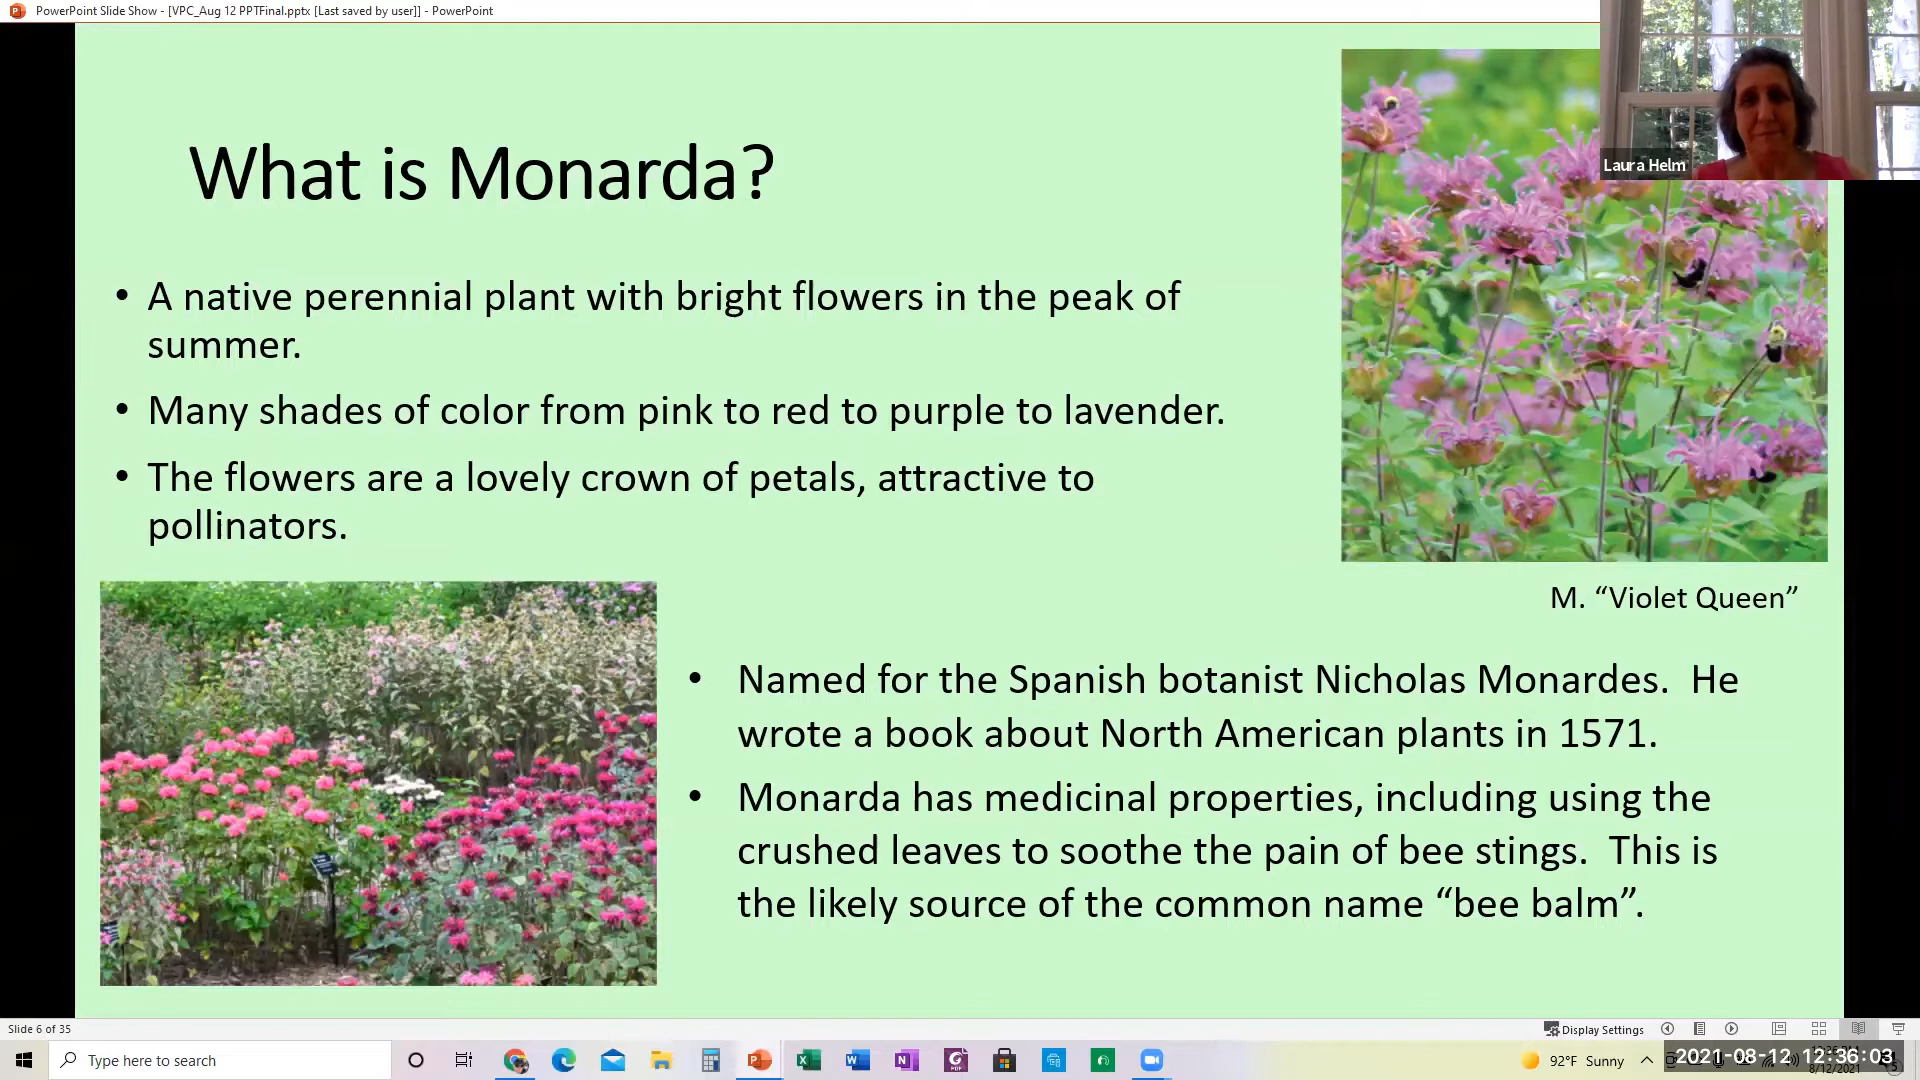 PowerPoint Slide Show - [VPC_Aug 12 PPTFinal.pptx [Last saved by user]] - PowerPoint
Laura Helm
What is Monarda?
• A native perennial plant with bright flowers in the peak of
summer.
• Many shades of color from pink to red to purple to lavender.
• The flowers are a lovely crown of petals, attractive to
pollinators.
M. “Violet Queen”
• Named for the Spanish botanist Nicholas Monardes. He
wrote a book about North American plants in 1571.
• Monarda has medicinal properties, including using the
crushed leaves to soothe the pain of bee stings. This is
the likely source of the common name “bee balm”.
Slide 6 of 35
Display Settings
Type here to search
92°F Sunny
2021-08-12 12:36:03
8/12/2021